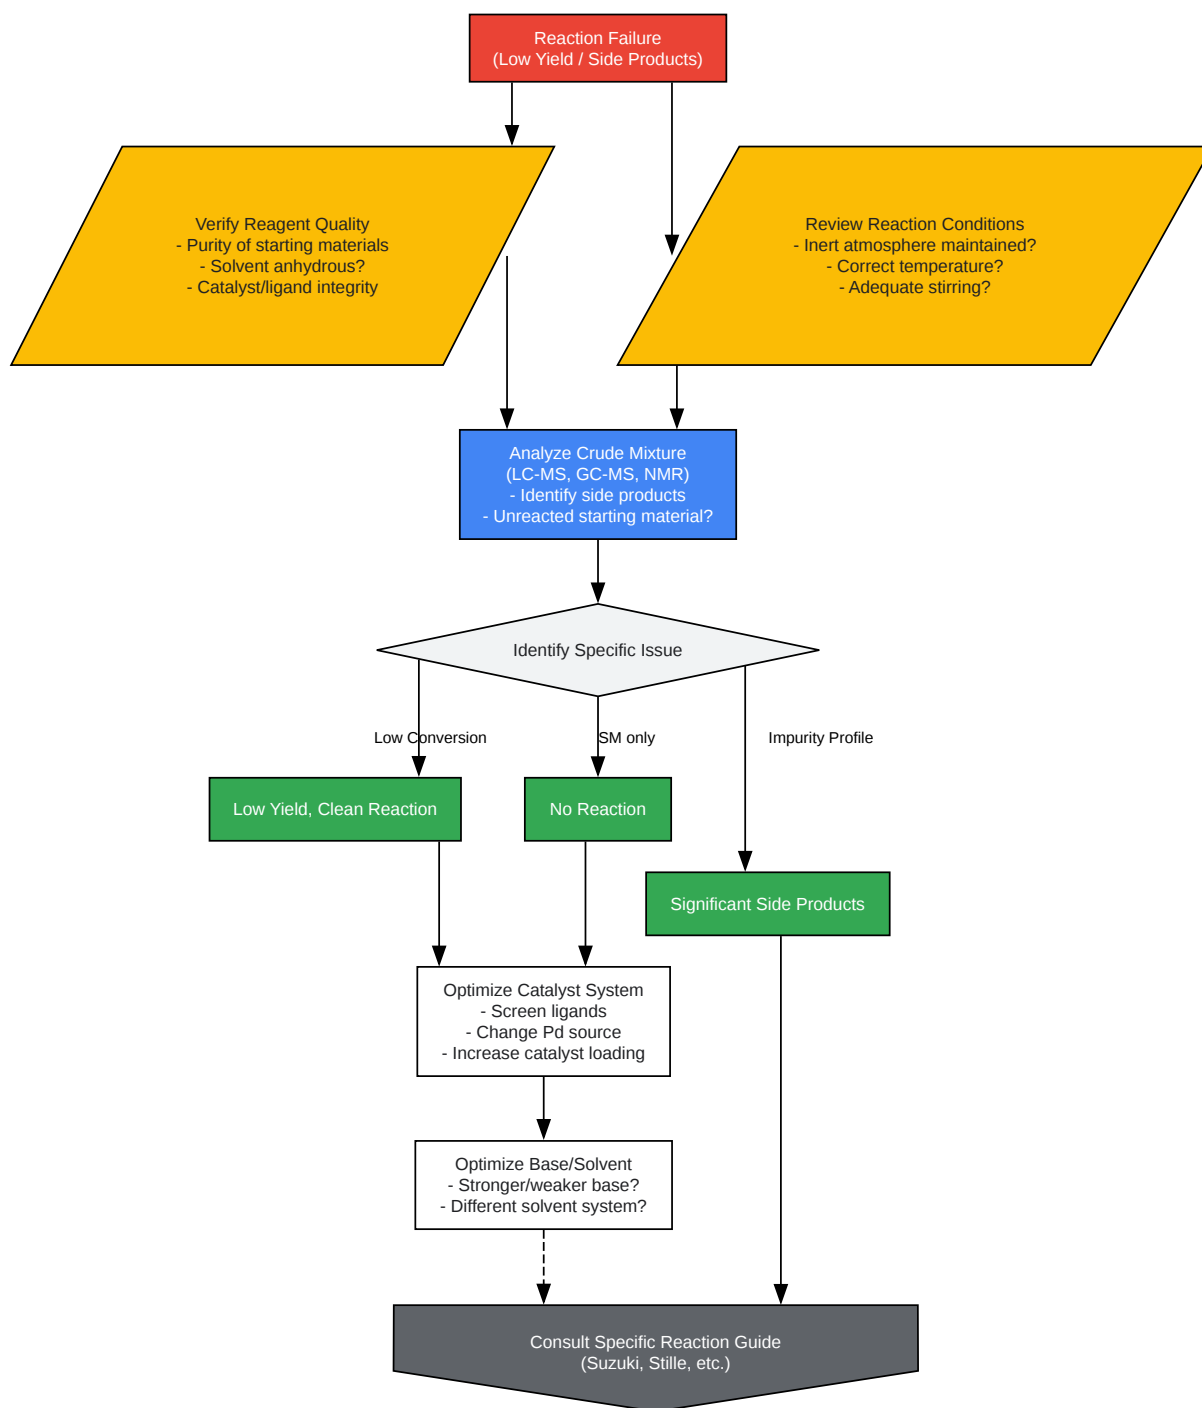 Reaction Failure
(Low Yield / Side Products)
Verify Reagent Quality
- Purity of starting materials
- Solvent anhydrous?
- Catalyst/ligand integrity
Review Reaction Conditions
- Inert atmosphere maintained?
- Correct temperature?
- Adequate stirring?
Analyze Crude Mixture
(LC-MS, GC-MS, NMR)
- Identify side products
- Unreacted starting material?
Identify Specific Issue
Low Conversion
SM only
Impurity Profile
Low Yield, Clean Reaction
No Reaction
Significant Side Products
Optimize Catalyst System
- Screen ligands
- Change Pd source
- Increase catalyst loading
Optimize Base/Solvent
- Stronger/weaker base?
- Different solvent system?
Consult Specific Reaction Guide
(Suzuki, Stille, etc.)